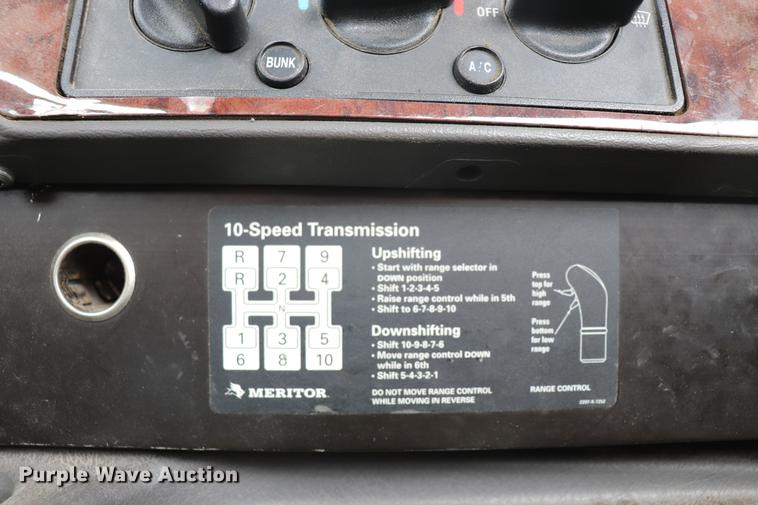 OFF
BUNK
A/C
10-Speed Transmission
R 7 9
R 2 4
N
1 3 5
6 8 10
MERITOR
Upshifting
• Start with range selector in
DOWN position
• Shift 1-2-3-4-5
• Raise range control while in 5th
• Shift to 6-7-8-9-10
Downshifting
• Shift 10-9-8-7-6
• Move range control DOWN
while in 6th
• Shift 5-4-3-2-1
DO NOT MOVE RANGE CONTROL
WHILE MOVING IN REVERSE
Press
top for
high
range
Press
bottom
for low
range
RANGE CONTROL
Purple Wave Auction